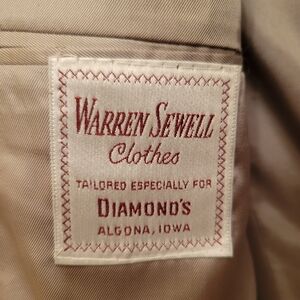 WARREN SEWELL
Clothes
TAILORED ESPECIALLY FOR
DIAMOND'S
ALGONA, IOWA